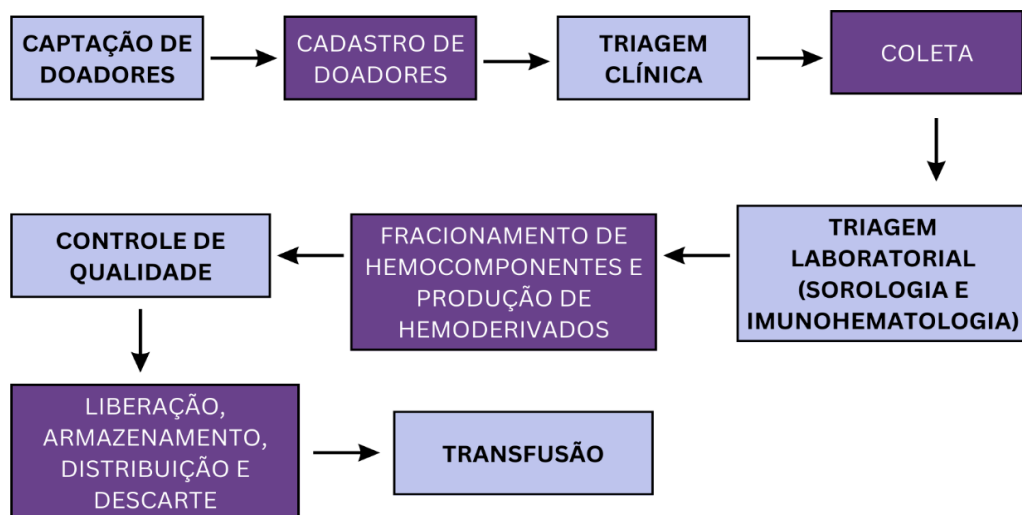 CAPTAÇÃO DE
DOADORES
CADASTRO DE
DOADORES
TRIAGEM
CLÍNICA
COLETA
TRIAGEM
LABORATORIAL
(SOROLOGIA E
IMUNOHEMATOLOGIA)
FRACIONAMENTO DE
HEMOCOMPONENTES E
PRODUÇÃO DE
HEMODERIVADOS
CONTROLE DE
QUALIDADE
LIBERAÇÃO,
ARMAZENAMENTO,
DISTRIBUIÇÃO E
DESCARTE
TRANSFUSÃO